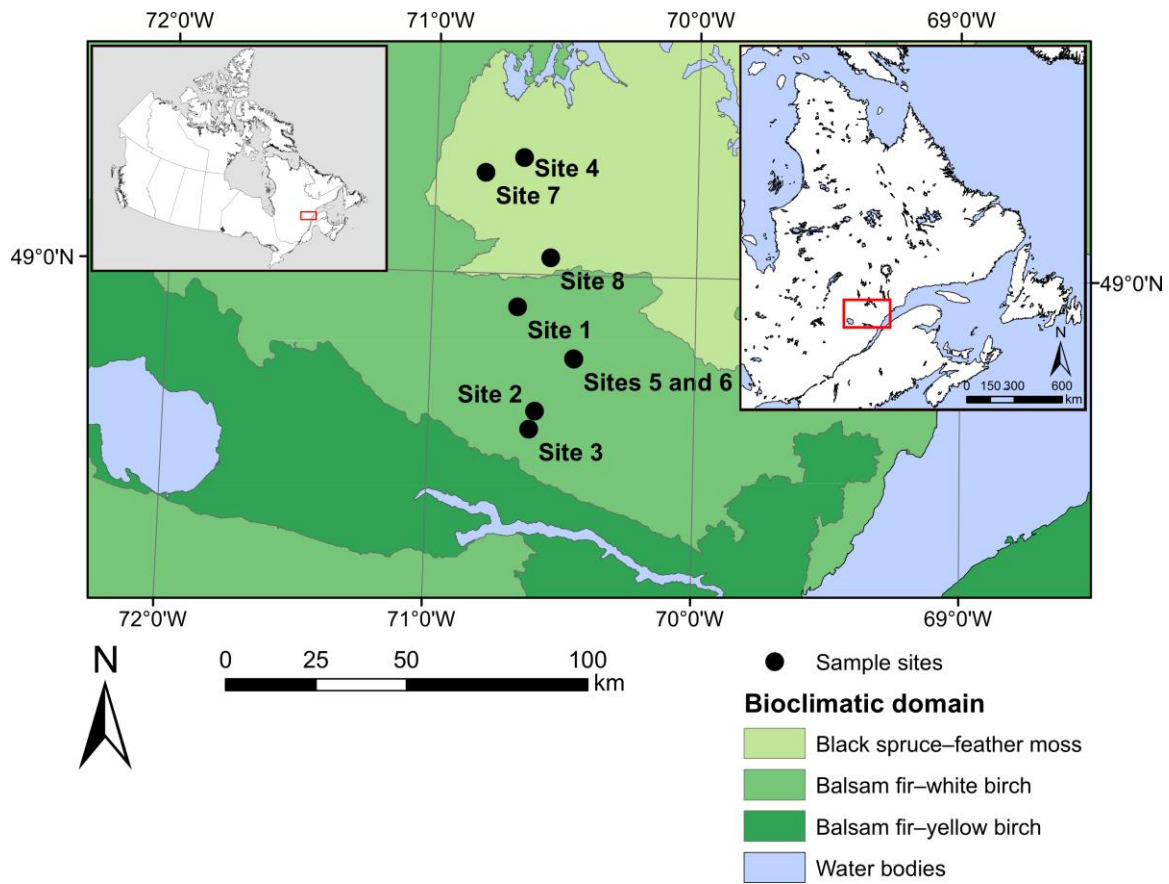 72°0'W 71°0'W 70°0'W 69°0'W
Site 4
Site 7
49°0'N
49°0'N
Site 8
Site 1
Sites 5 and 6
Site 2
Site 3
N
0 150 300 600
km
72°0'W 71°0'W 70°0'W 69°0'W
N
0 25 50 100
km
Sample sites
Bioclimatic domain
Black spruce–feather moss
Balsam fir–white birch
Balsam fir–yellow birch
Water bodies